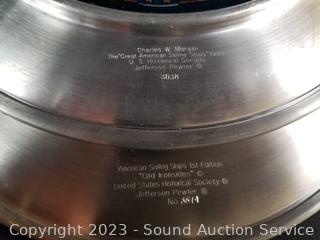 Charles W. Morgan
The "Great American Sailing Ships"
U. S. Historical Society
Jefferson Pewter ©
American Sailing Ships 1st Edition
"Old Ironsides" ©
United States Historical Society ®
Jefferson Pewter ®
No.
Copyright 2023 - Sound Auction Service